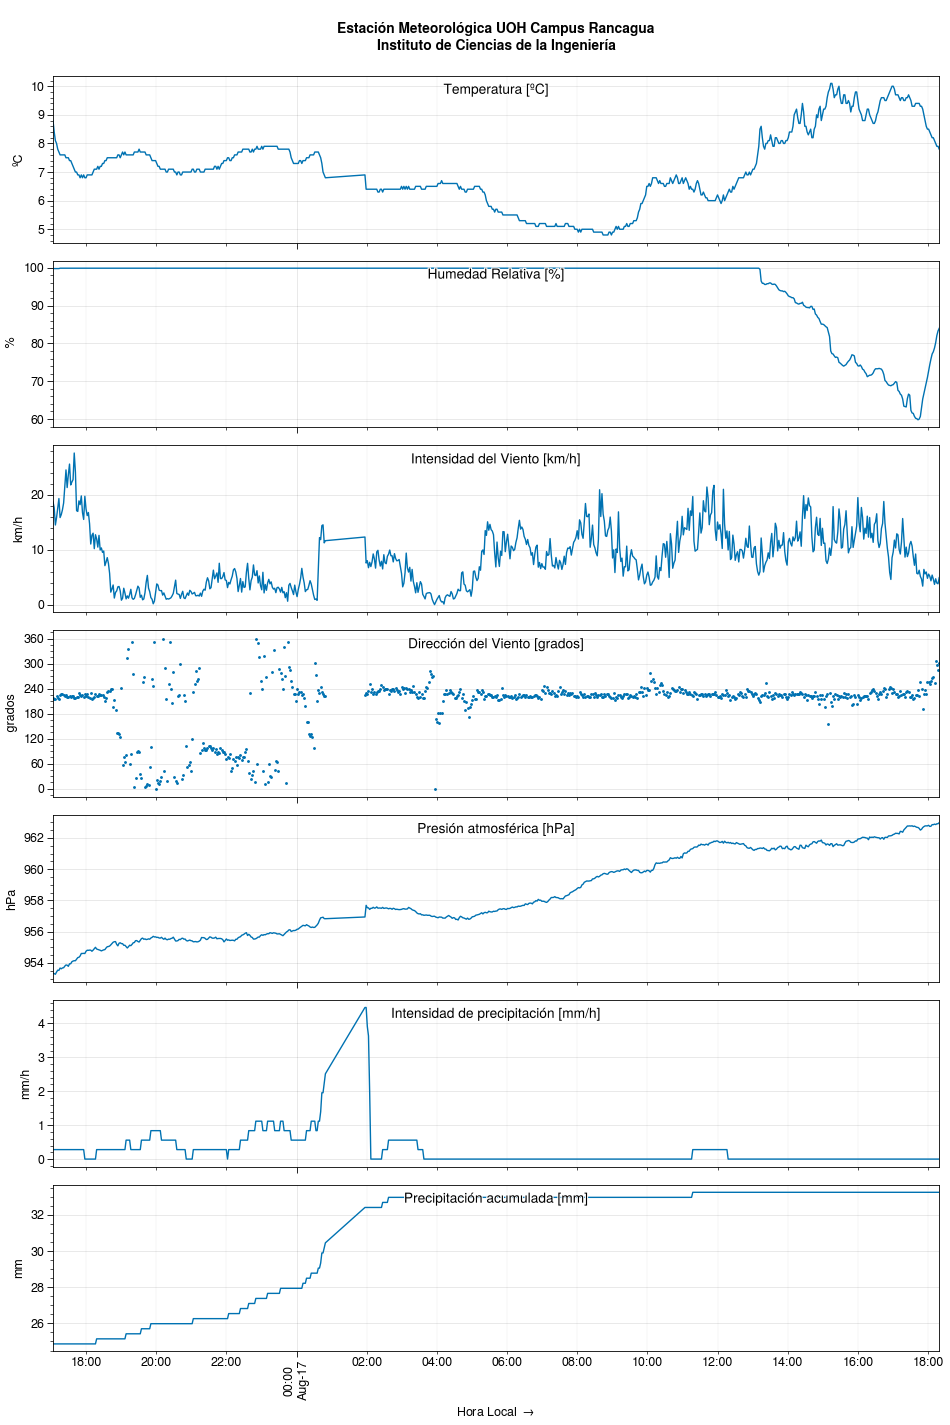 Estación Meteorológica UOH Campus Rancagua
Instituto de Ciencias de la Ingeniería
Temperatura [ºC]
10
9
8
7
6
5
ºC
Humedad Relativa [%]
100
90
80
70
60
%
Intensidad del Viento [km/h]
20
10
0
km/h
Dirección del Viento [grados]
360
300
240
180
120
60
0
grados
Presión atmosférica [hPa]
962
960
958
956
954
hPa
Intensidad de precipitación [mm/h]
4
3
2
1
0
mm/h
Precipitación acumulada [mm]
32
30
28
26
mm
18:00 20:00 22:00 00:00 02:00 04:00 06:00 08:00 10:00 12:00 14:00 16:00 18:00
Aug-17
Hora Local →